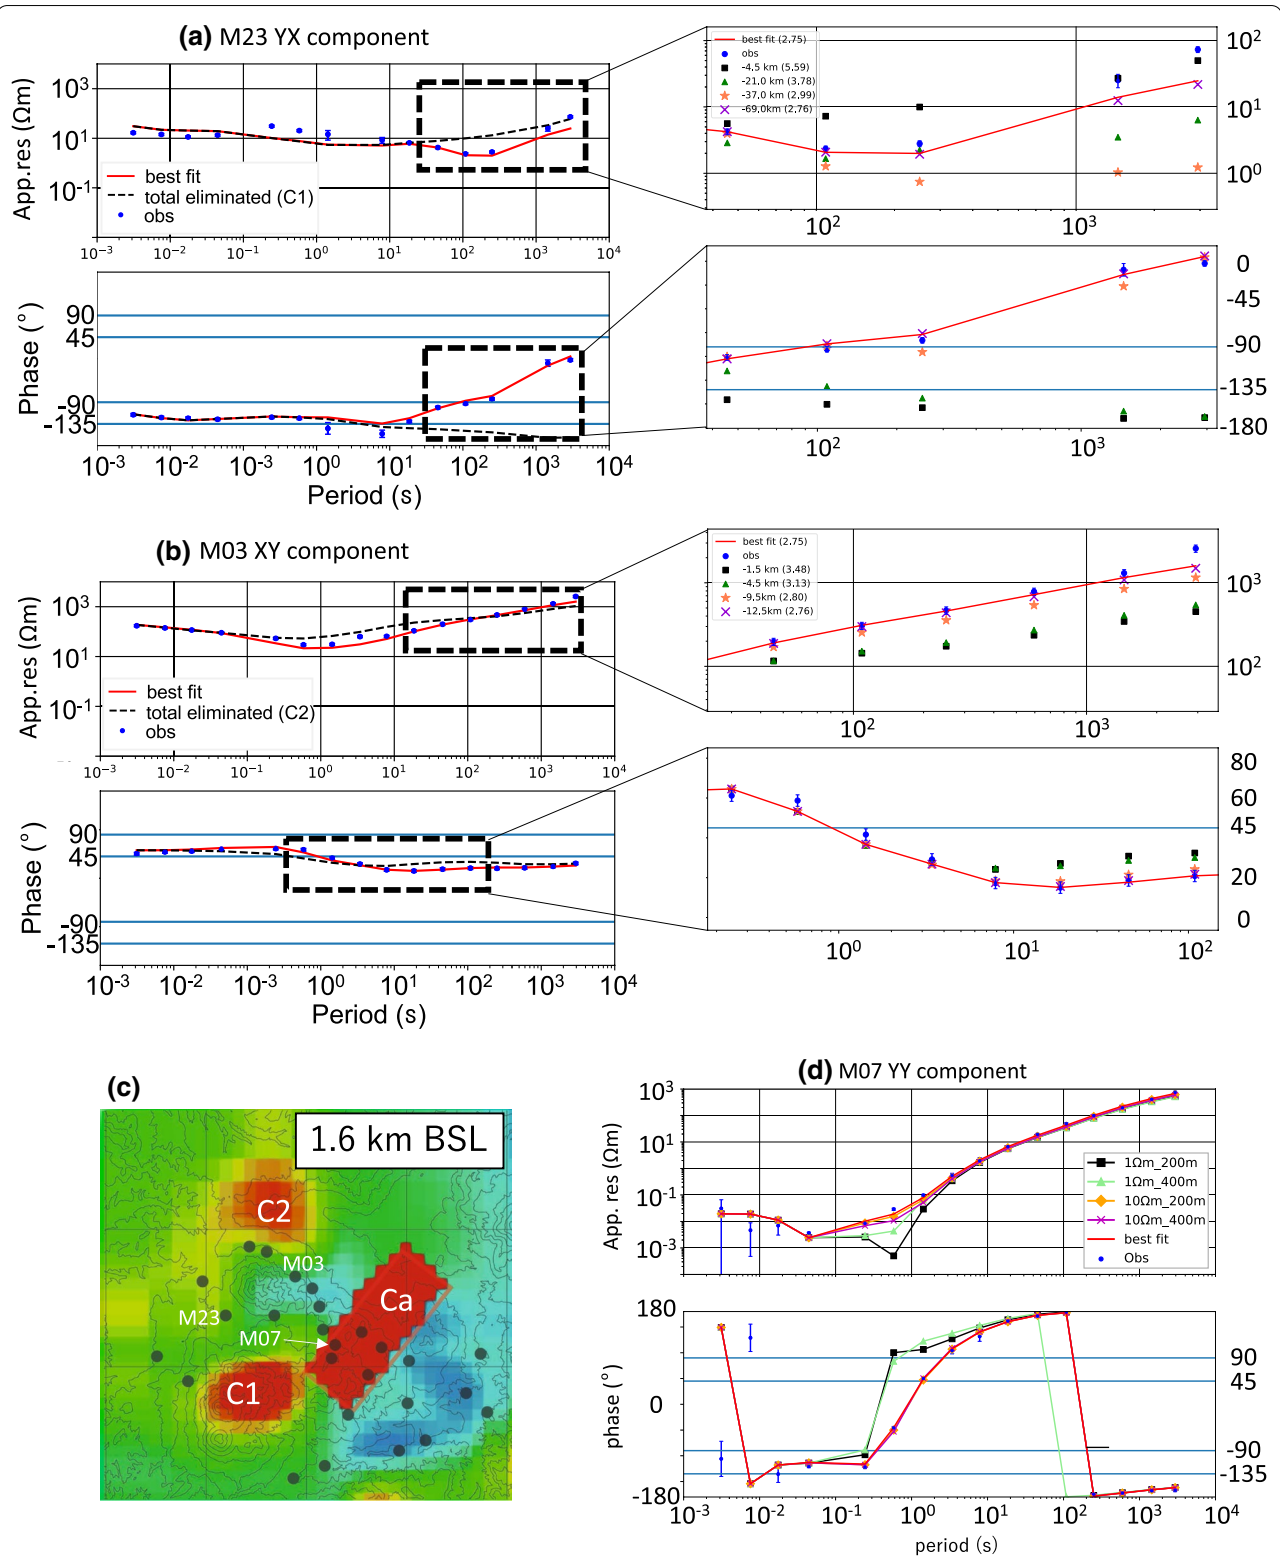 (a) M23 YX component
App.res (Ωm)
10³
10¹
10⁻¹
best fit
total eliminated (C1)
obs
10⁻³ 10⁻² 10⁻¹ 10⁰ 10¹ 10² 10³ 10⁴
best fit (2.75)
obs
-4.5 km (5.59)
-21.0 km (3.78)
-37.0 km (2.99)
-69.0km (2.76)
10²
10¹
10⁰
10² 10³
Phase (°)
90
45
-90
-135
10⁻³ 10⁻² 10⁻¹ 10⁰ 10¹ 10² 10³ 10⁴
Period (s)
0
-45
-90
-135
-180
10² 10³
(b) M03 XY component
App.res (Ωm)
10³
10¹
10⁻¹
best fit
total eliminated (C2)
obs
10⁻³ 10⁻² 10⁻¹ 10⁰ 10¹ 10² 10³ 10⁴
best fit (2.75)
obs
-1.5 km (3.48)
-4.5 km (3.13)
-9.5km (2.80)
-12.5km (2.76)
10³
10²
10² 10³
Phase (°)
90
45
-90
-135
10⁻³ 10⁻² 10⁻¹ 10⁰ 10¹ 10² 10³ 10⁴
Period (s)
80
60
45
20
0
10⁰ 10¹ 10²
(c)
1.6 km BSL
C2
M03
Ca
M23
M07
C1
(d) M07 YY component
App. res (Ωm)
10³
10¹
10⁻¹
10⁻³
1Ωm_200m
1Ωm_400m
10Ωm_200m
10Ωm_400m
best fit
Obs
phase (°)
180
90
45
0
-90
-135
-180
10⁻³ 10⁻² 10⁻¹ 10⁰ 10¹ 10² 10³ 10⁴
period (s)